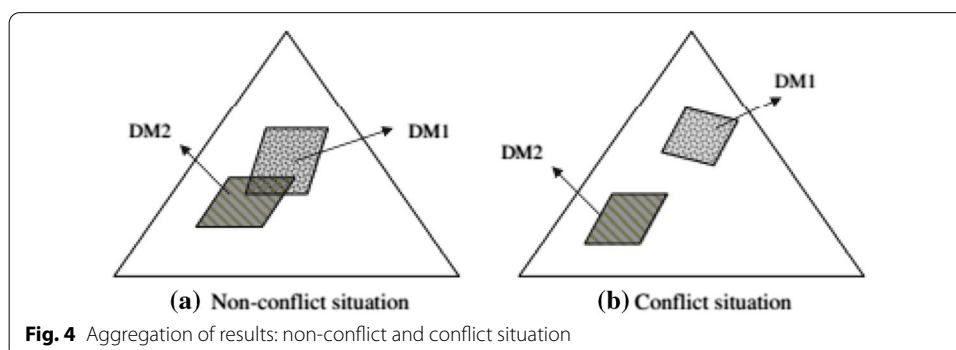 DM1
DM2
DM1
DM2
(a) Non-conflict situation
(b) Conflict situation
Fig. 4 Aggregation of results: non-conflict and conflict situation